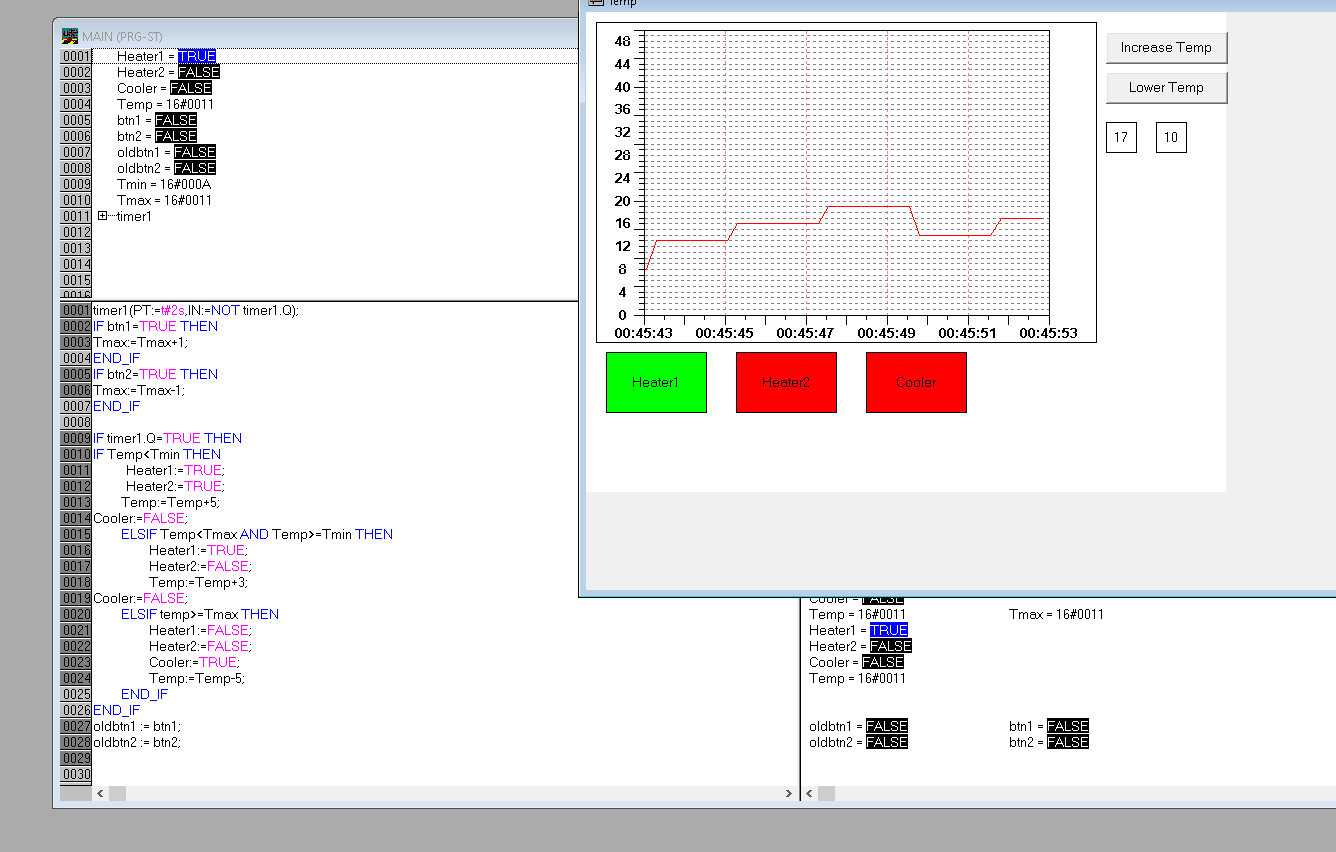 Temp
MAIN (PRG-ST)
0001 Heater1 = TRUE
0002 Heater2 = FALSE
0003 Cooler = FALSE
0004 Temp = 16#0011
0005 btn1 = FALSE
0006 btn2 = FALSE
0007 oldbtn1 = FALSE
0008 oldbtn2 = FALSE
0009 Tmin = 16#000A
0010 Tmax = 16#0011
0011 timer1
0012
0013
0014
0015
0016
0001 timer1(PT:=t#2s,IN:=NOT timer1.Q);
0002 IF btn1=TRUE THEN
0003 Tmax:=Tmax+1;
0004 END_IF
0005 IF btn2=TRUE THEN
0006 Tmax:=Tmax-1;
0007 END_IF
0008
0009 IF timer1.Q=TRUE THEN
0010 IF Temp<Tmin THEN
0011 Heater1:=TRUE;
0012 Heater2:=TRUE;
0013 Temp:=Temp+5;
0014 Cooler:=FALSE;
0015 ELSIF Temp<Tmax AND Temp>=Tmin THEN
0016 Heater1:=TRUE;
0017 Heater2:=FALSE;
0018 Temp:=Temp+3;
0019 Cooler:=FALSE;
0020 ELSIF temp>=Tmax THEN
0021 Heater1:=FALSE;
0022 Heater2:=FALSE;
0023 Cooler:=TRUE;
0024 Temp:=Temp-5;
0025 END_IF
0026 END_IF
0027 oldbtn1 := btn1;
0028 oldbtn2 := btn2;
0029
0030
48
44
40
36
32
28
24
20
16
12
8
4
0
00:45:43 00:45:45 00:45:47 00:45:49 00:45:51 00:45:53
Increase Temp
Lower Temp
17 10
Heater1 Heater2 Cooler
Cooler = FALSE
Temp = 16#0011 Tmax = 16#0011
Heater1 = TRUE
Heater2 = FALSE
Cooler = FALSE
Temp = 16#0011
oldbtn1 = FALSE btn1 = FALSE
oldbtn2 = FALSE btn2 = FALSE